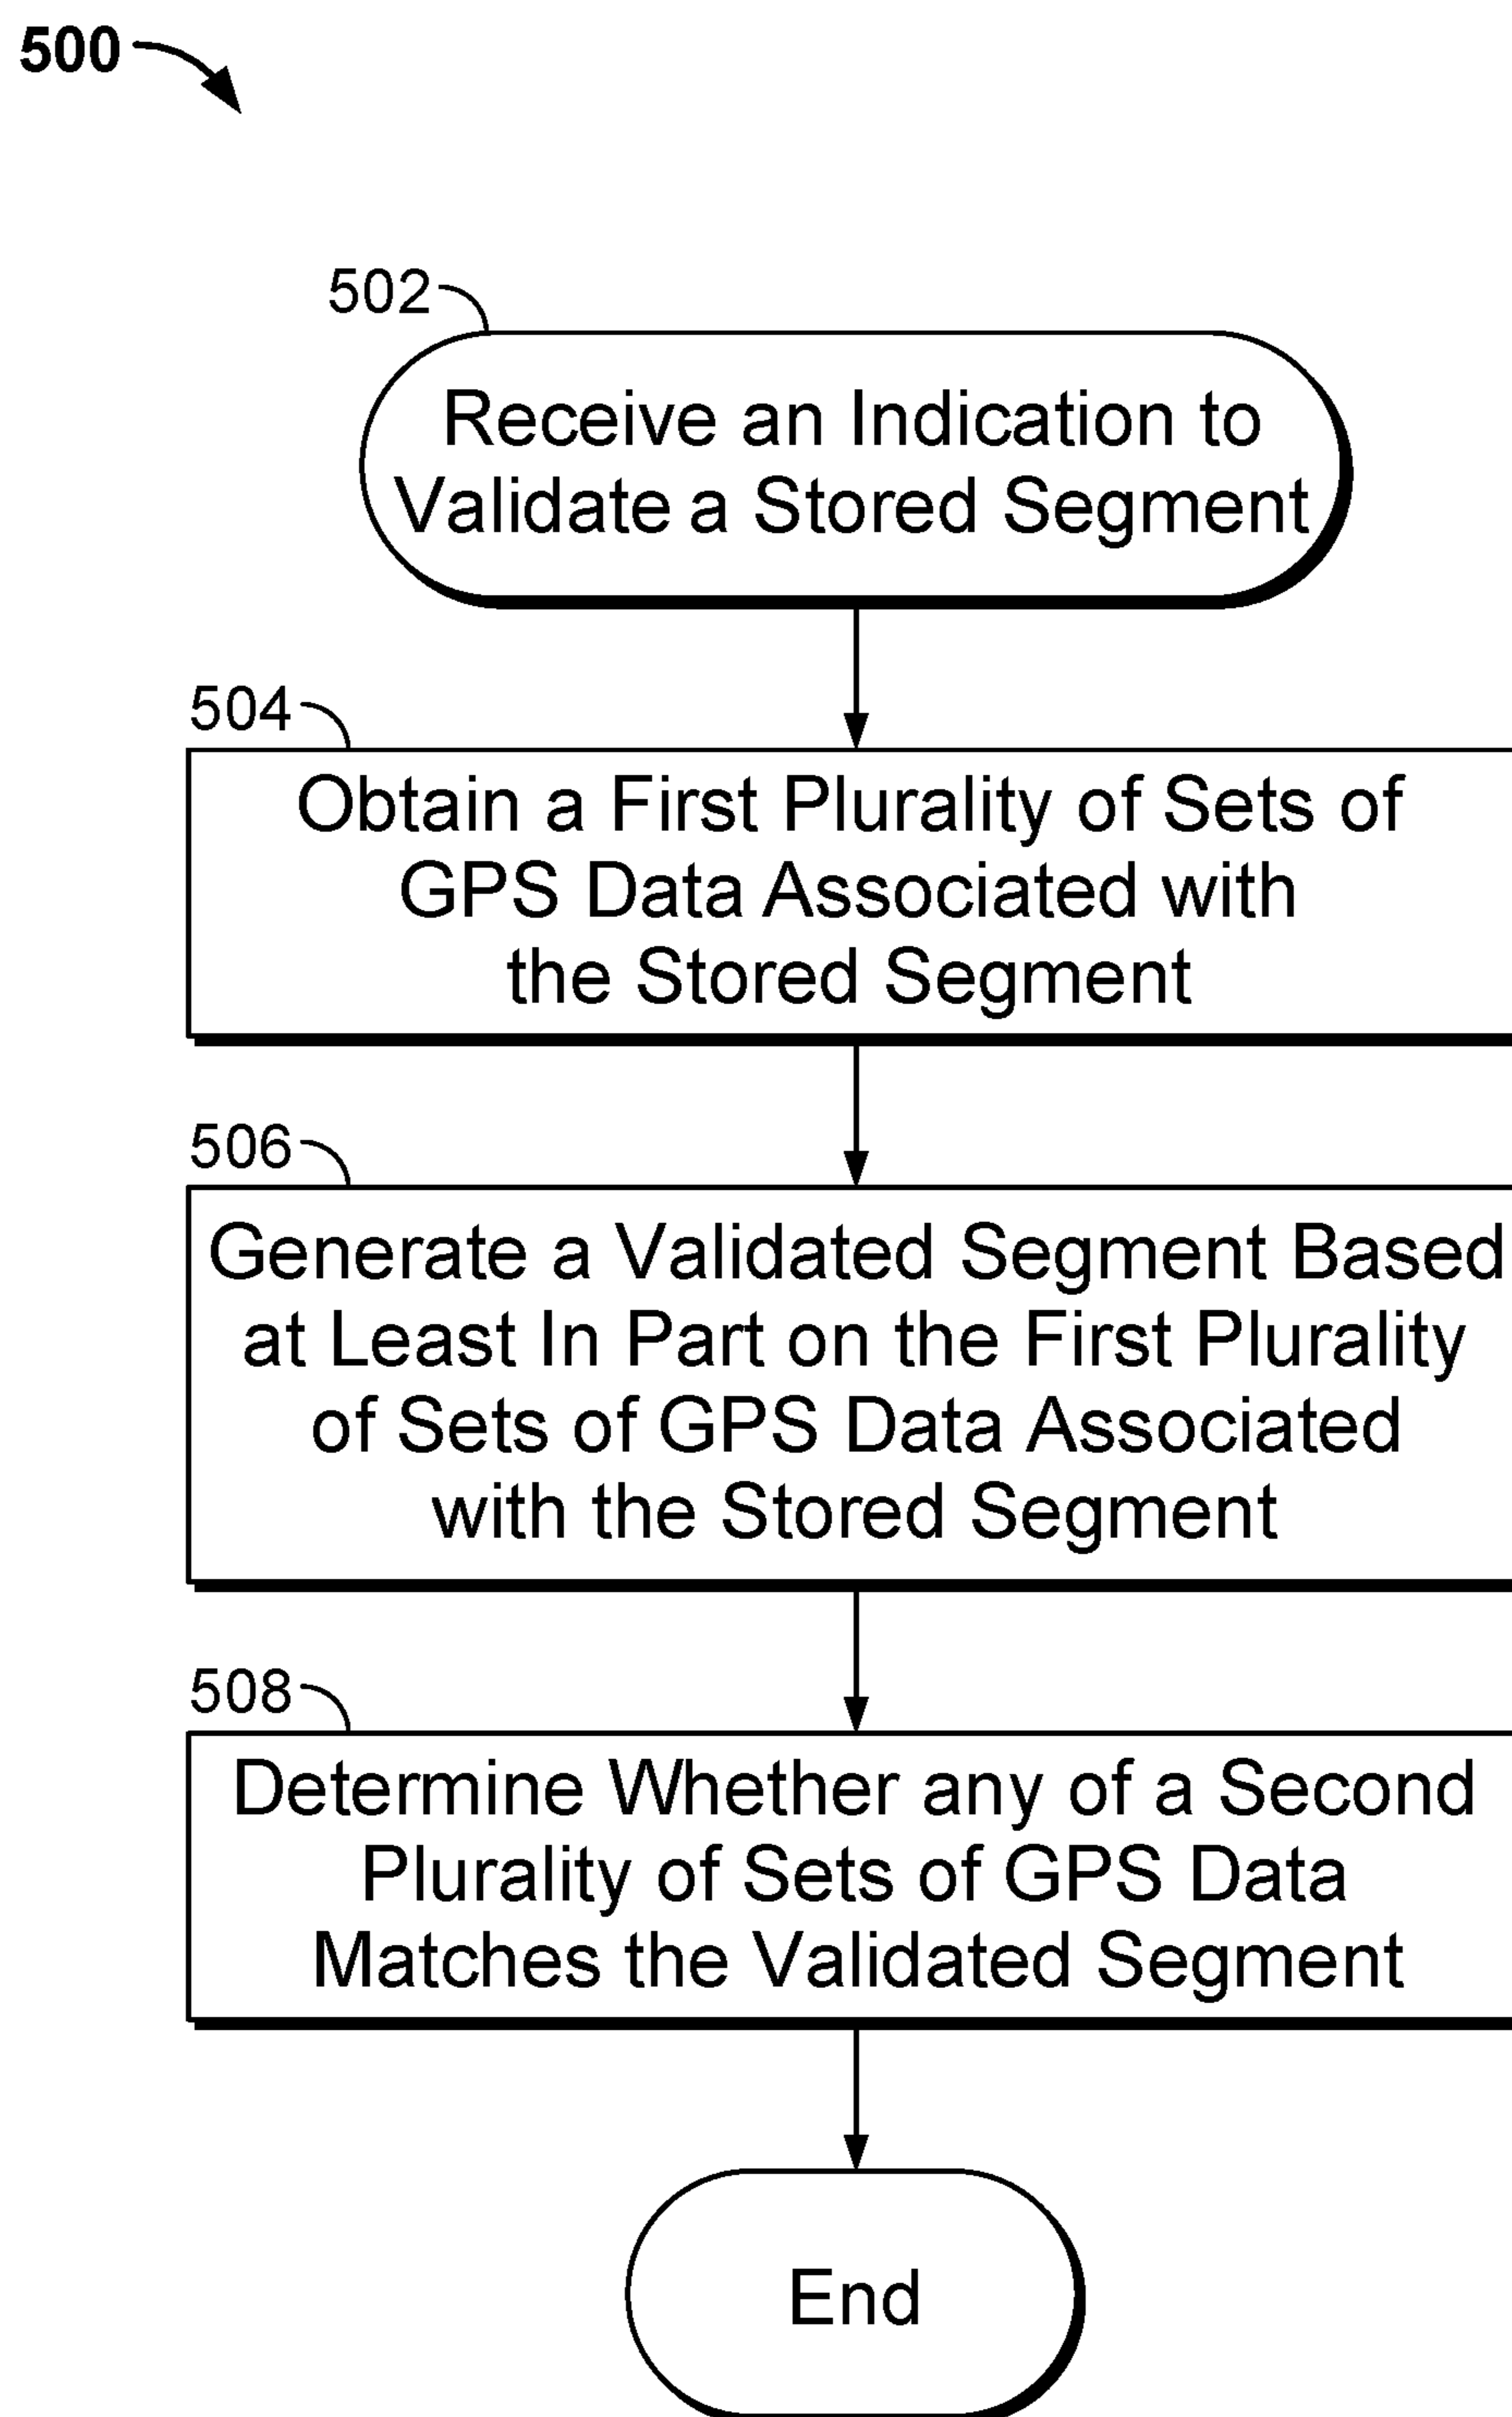 500
502
Receive an Indication to
Validate a Stored Segment
504
Obtain a First Plurality of Sets of
GPS Data Associated with
the Stored Segment
506
Generate a Validated Segment Based
at Least In Part on the First Plurality
of Sets of GPS Data Associated
with the Stored Segment
508
Determine Whether any of a Second
Plurality of Sets of GPS Data
Matches the Validated Segment
End